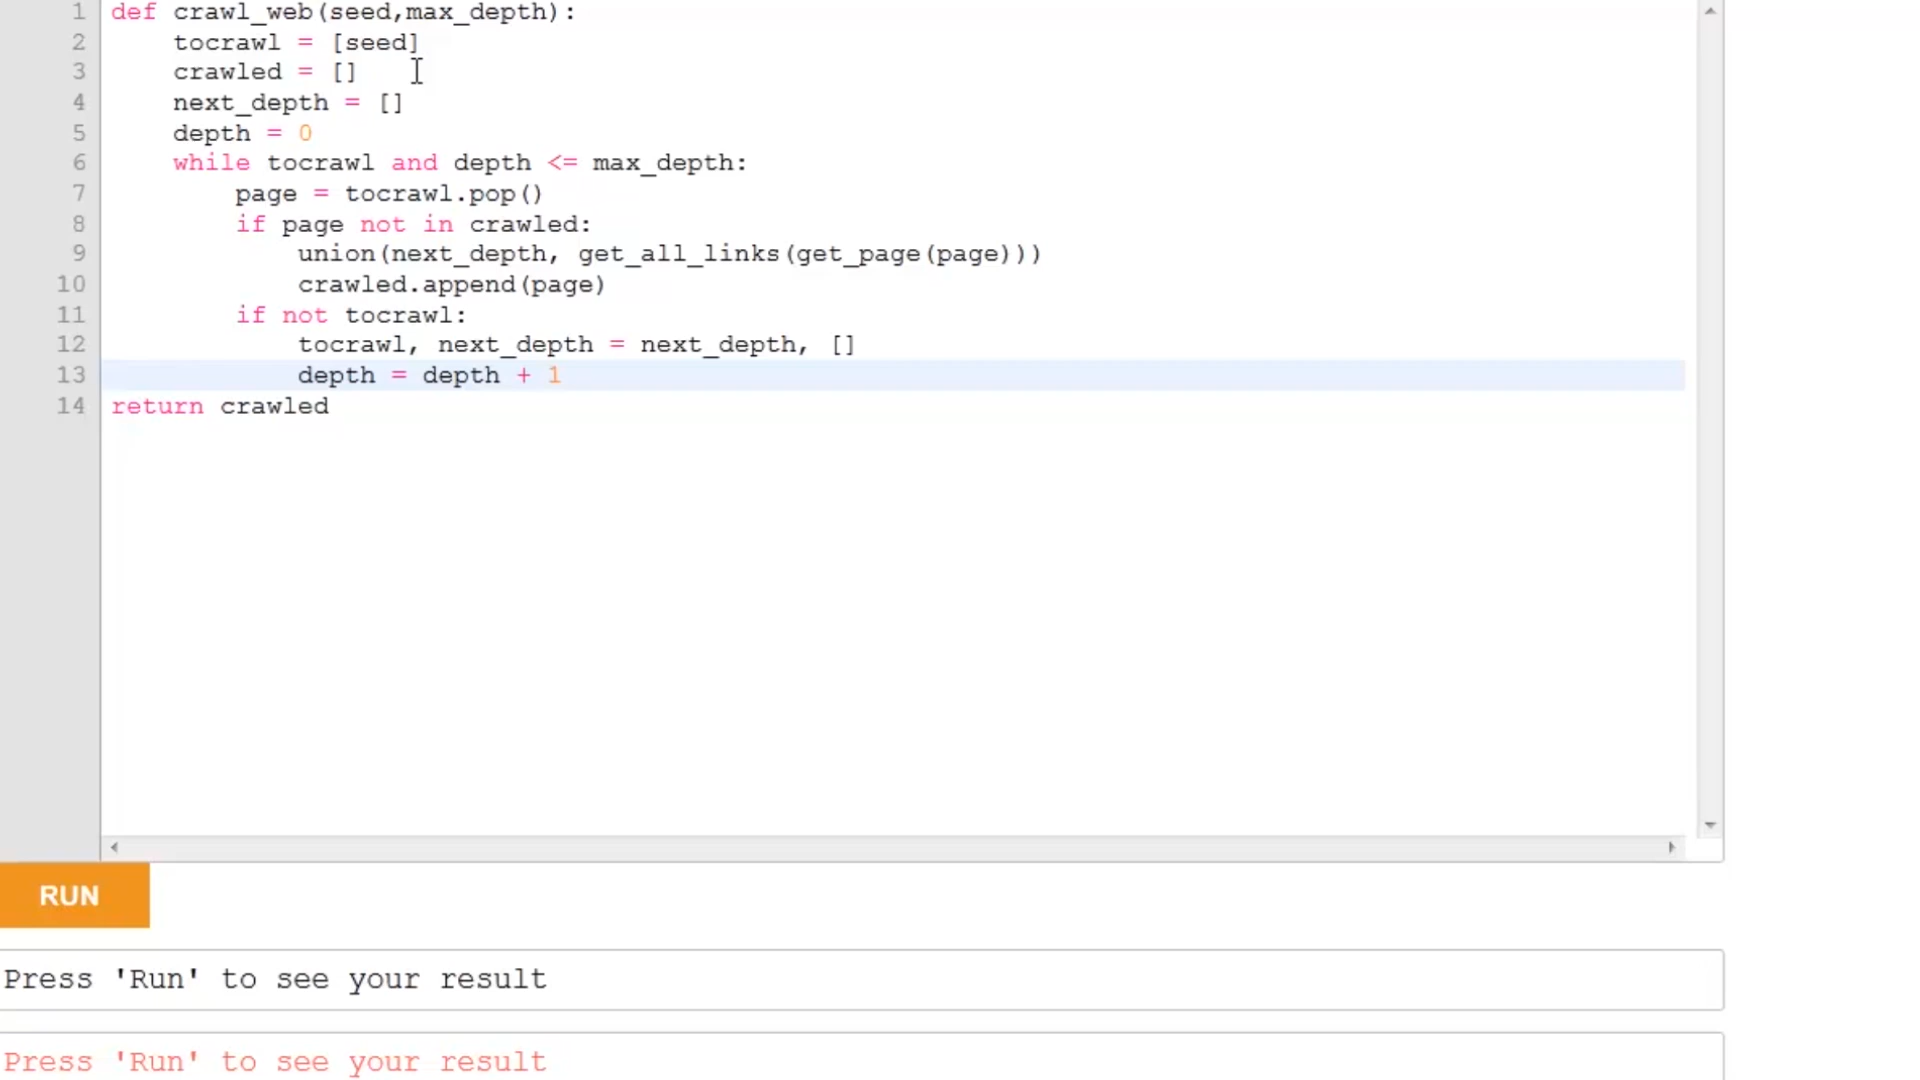 1 def crawl_web(seed,max_depth):
2     tocrawl = [seed]
3     crawled = []
4     next_depth = []
5     depth = 0
6     while tocrawl and depth <= max_depth:
7         page = tocrawl.pop()
8         if page not in crawled:
9             union(next_depth, get_all_links(get_page(page)))
10             crawled.append(page)
11         if not tocrawl:
12             tocrawl, next_depth = next_depth, []
13             depth = depth + 1
14 return crawled
RUN
Press 'Run' to see your result
Press 'Run' to see your result